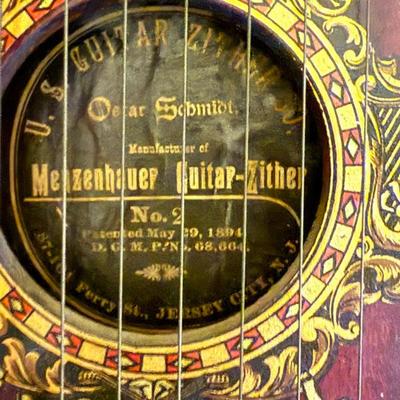 U. S. GUITAR ZITHER CO.
Oscar Schmidt,
Manufacturer of
Menzenhauer Guitar-Zither
No. 2
Patented May 29, 1894
D. G. M. P. No. 68,664.
Ferry St., JERSEY CITY, N. J.